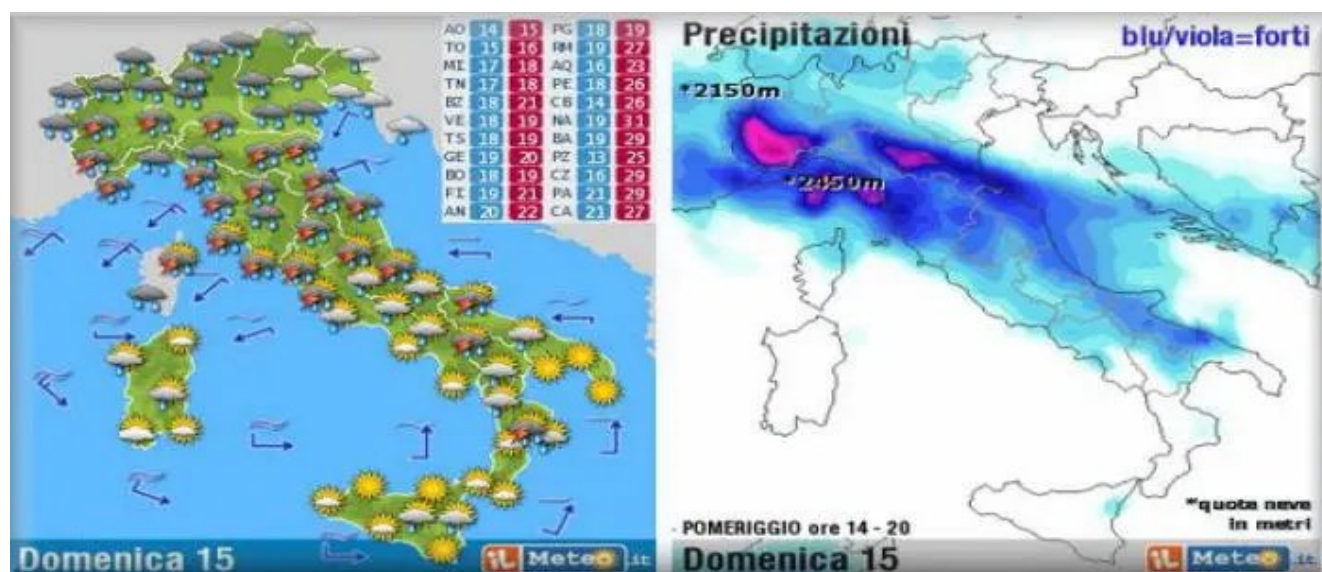 AO 14 15 PG 18 19
TO 15 16 RM 19 27
MI 17 18 AQ 16 23
TN 17 18 PE 18 26
BZ 18 21 CB 14 26
VE 18 19 NA 19 31
TS 18 19 BA 19 29
GE 19 20 PZ 13 25
BO 18 19 CZ 16 29
FI 19 21 PA 21 29
AN 20 22 CA 21 27
Domenica 15
iL Meteo.it
Precipitazioni
blu/viola=forti
*2150m
*2450m
*quote neve
in metri
- POMERIGGIO ore 14 - 20
Domenica 15
iL Meteo.it